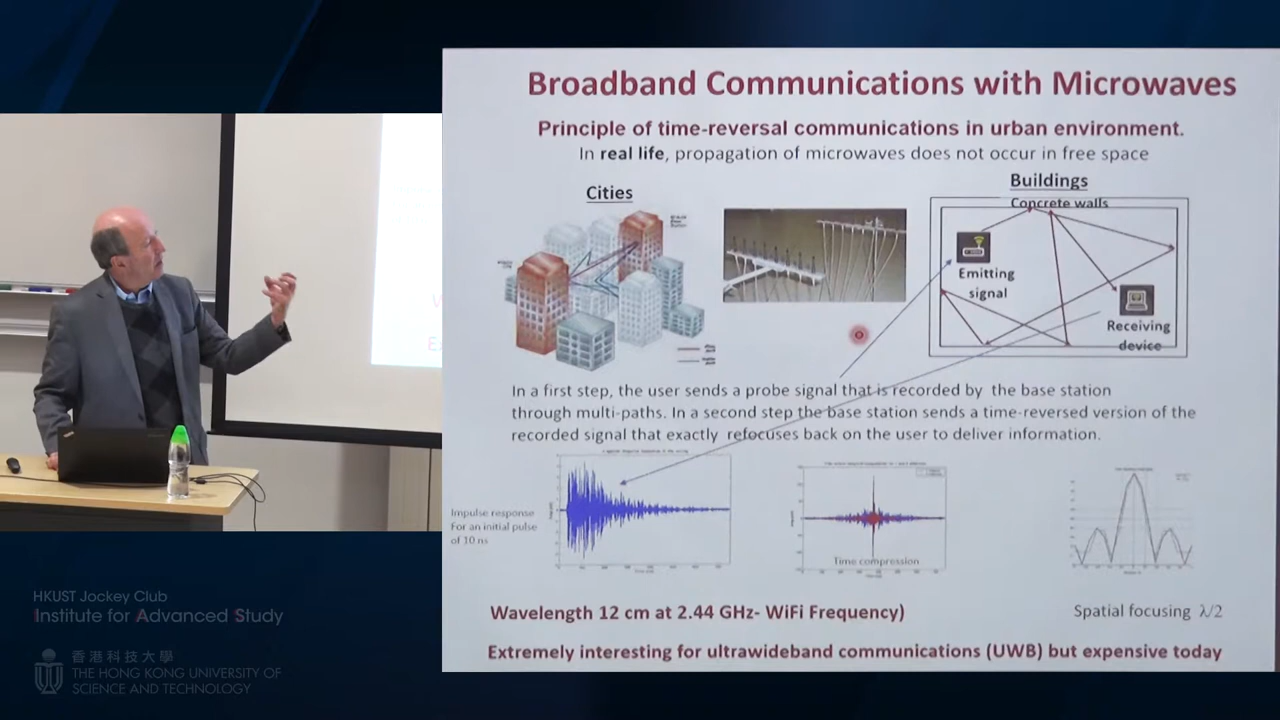 Broadband Communications with Microwaves
Principle of time-reversal communications in urban environment.
In real life, propagation of microwaves does not occur in free space
Cities
Buildings
Concrete walls
Emitting
signal
Receiving
device
In a first step, the user sends a probe signal that is recorded by the base station
through multi-paths. In a second step the base station sends a time-reversed version of the
recorded signal that exactly refocuses back on the user to deliver information.
Impulse response
For an initial pulse
of 10 ns
Time compression
Wavelength 12 cm at 2.44 GHz- WiFi Frequency)
Spatial focusing λ/2
Extremely interesting for ultrawideband communications (UWB) but expensive today
HKUST Jockey Club
Institute for Advanced Study
香港科技大學
THE HONG KONG UNIVERSITY OF
SCIENCE AND TECHNOLOGY